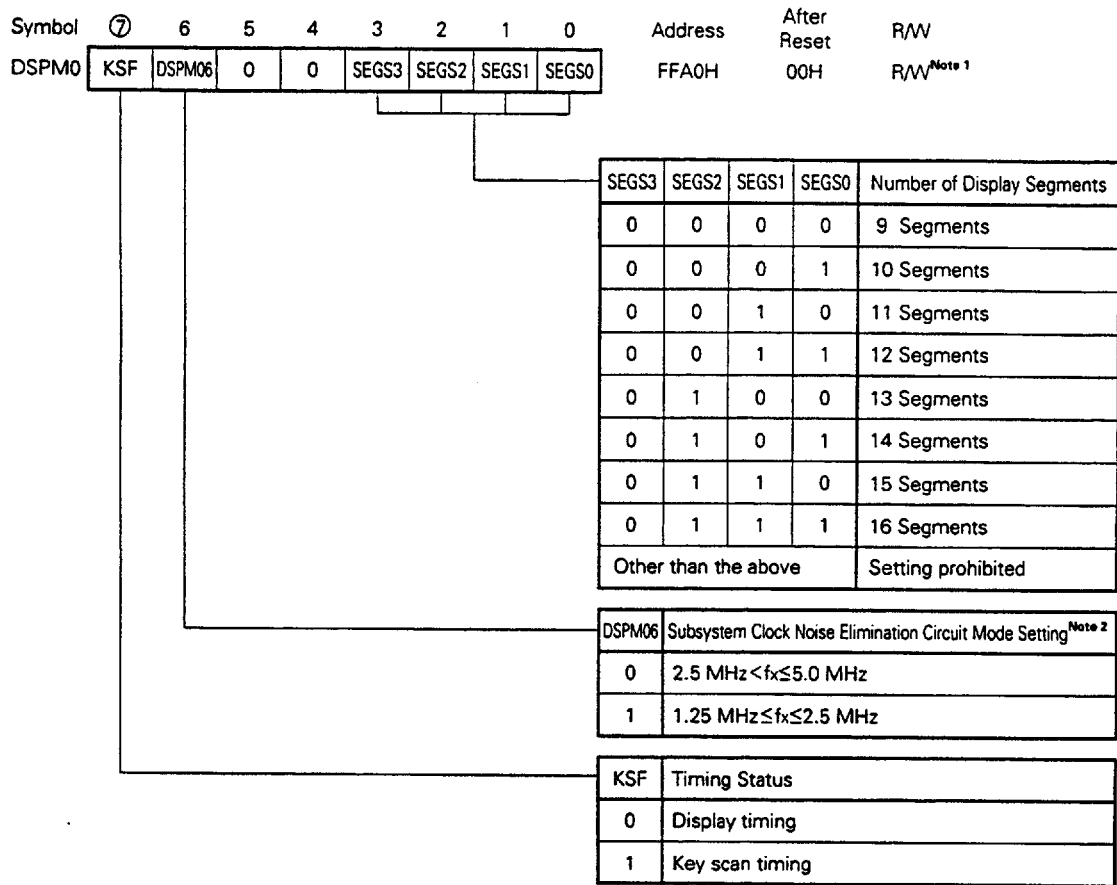 Symbol ⑦ 6 5 4 3 2 1 0 Address After Reset R/W
DSPM0 KSF DSPM06 0 0 SEGS3 SEGS2 SEGS1 SEGS0 FFA0H 00H R/W Note 1
SEGS3 SEGS2 SEGS1 SEGS0 Number of Display Segments
0 0 0 0 9 Segments
0 0 0 1 10 Segments
0 0 1 0 11 Segments
0 0 1 1 12 Segments
0 1 0 0 13 Segments
0 1 0 1 14 Segments
0 1 1 0 15 Segments
0 1 1 1 16 Segments
Other than the above Setting prohibited
DSPM06 Subsystem Clock Noise Elimination Circuit Mode Setting Note 2
0 2.5 MHz<fx≤5.0 MHz
1 1.25 MHz≤fx≤2.5 MHz
KSF Timing Status
0 Display timing
1 Key scan timing